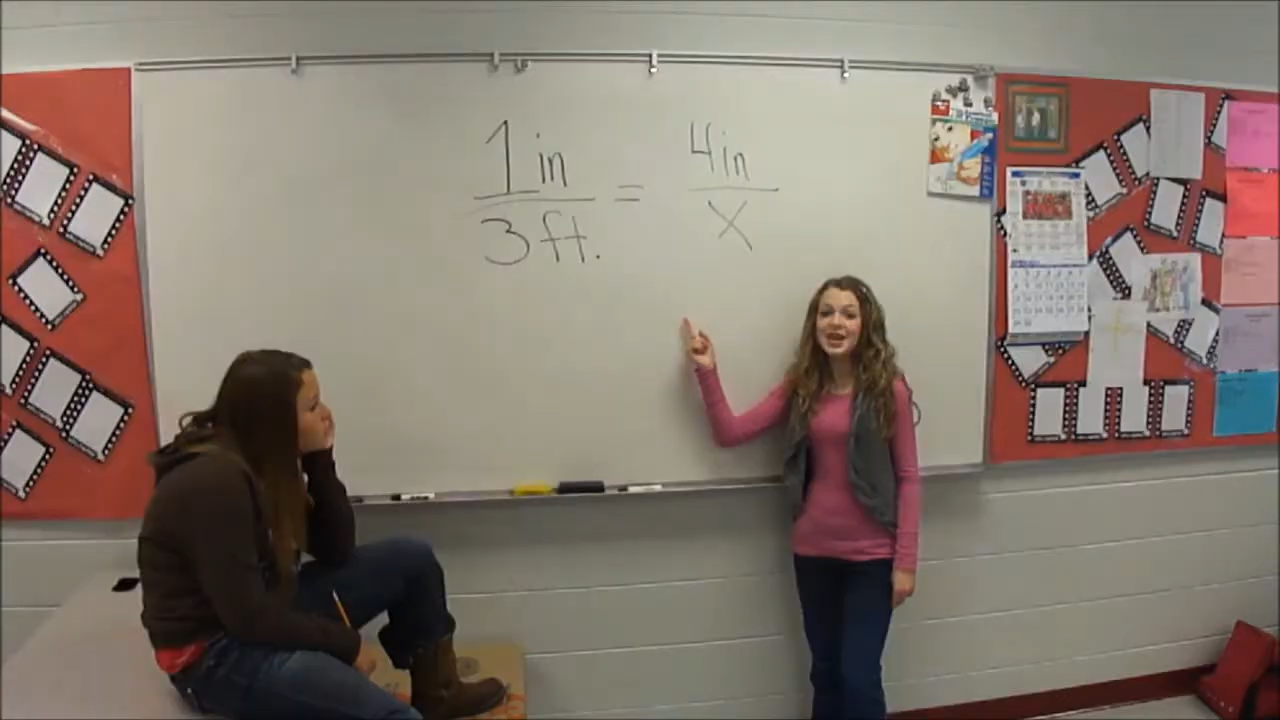 1 in = 4 in
3 ft. X